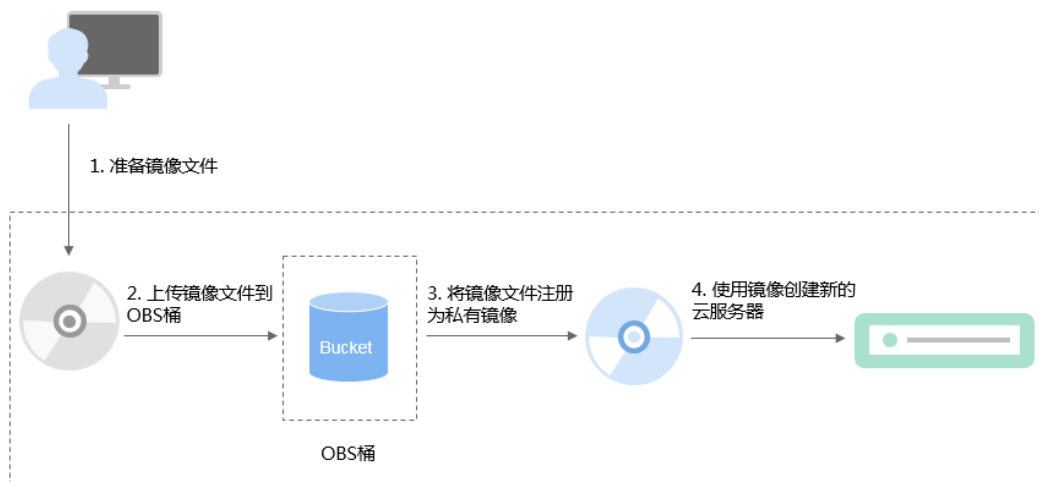 1. 准备镜像文件
2. 上传镜像文件到
OBS桶
Bucket
OBS桶
3. 将镜像文件注册
为私有镜像
4. 使用镜像创建新的
云服务器